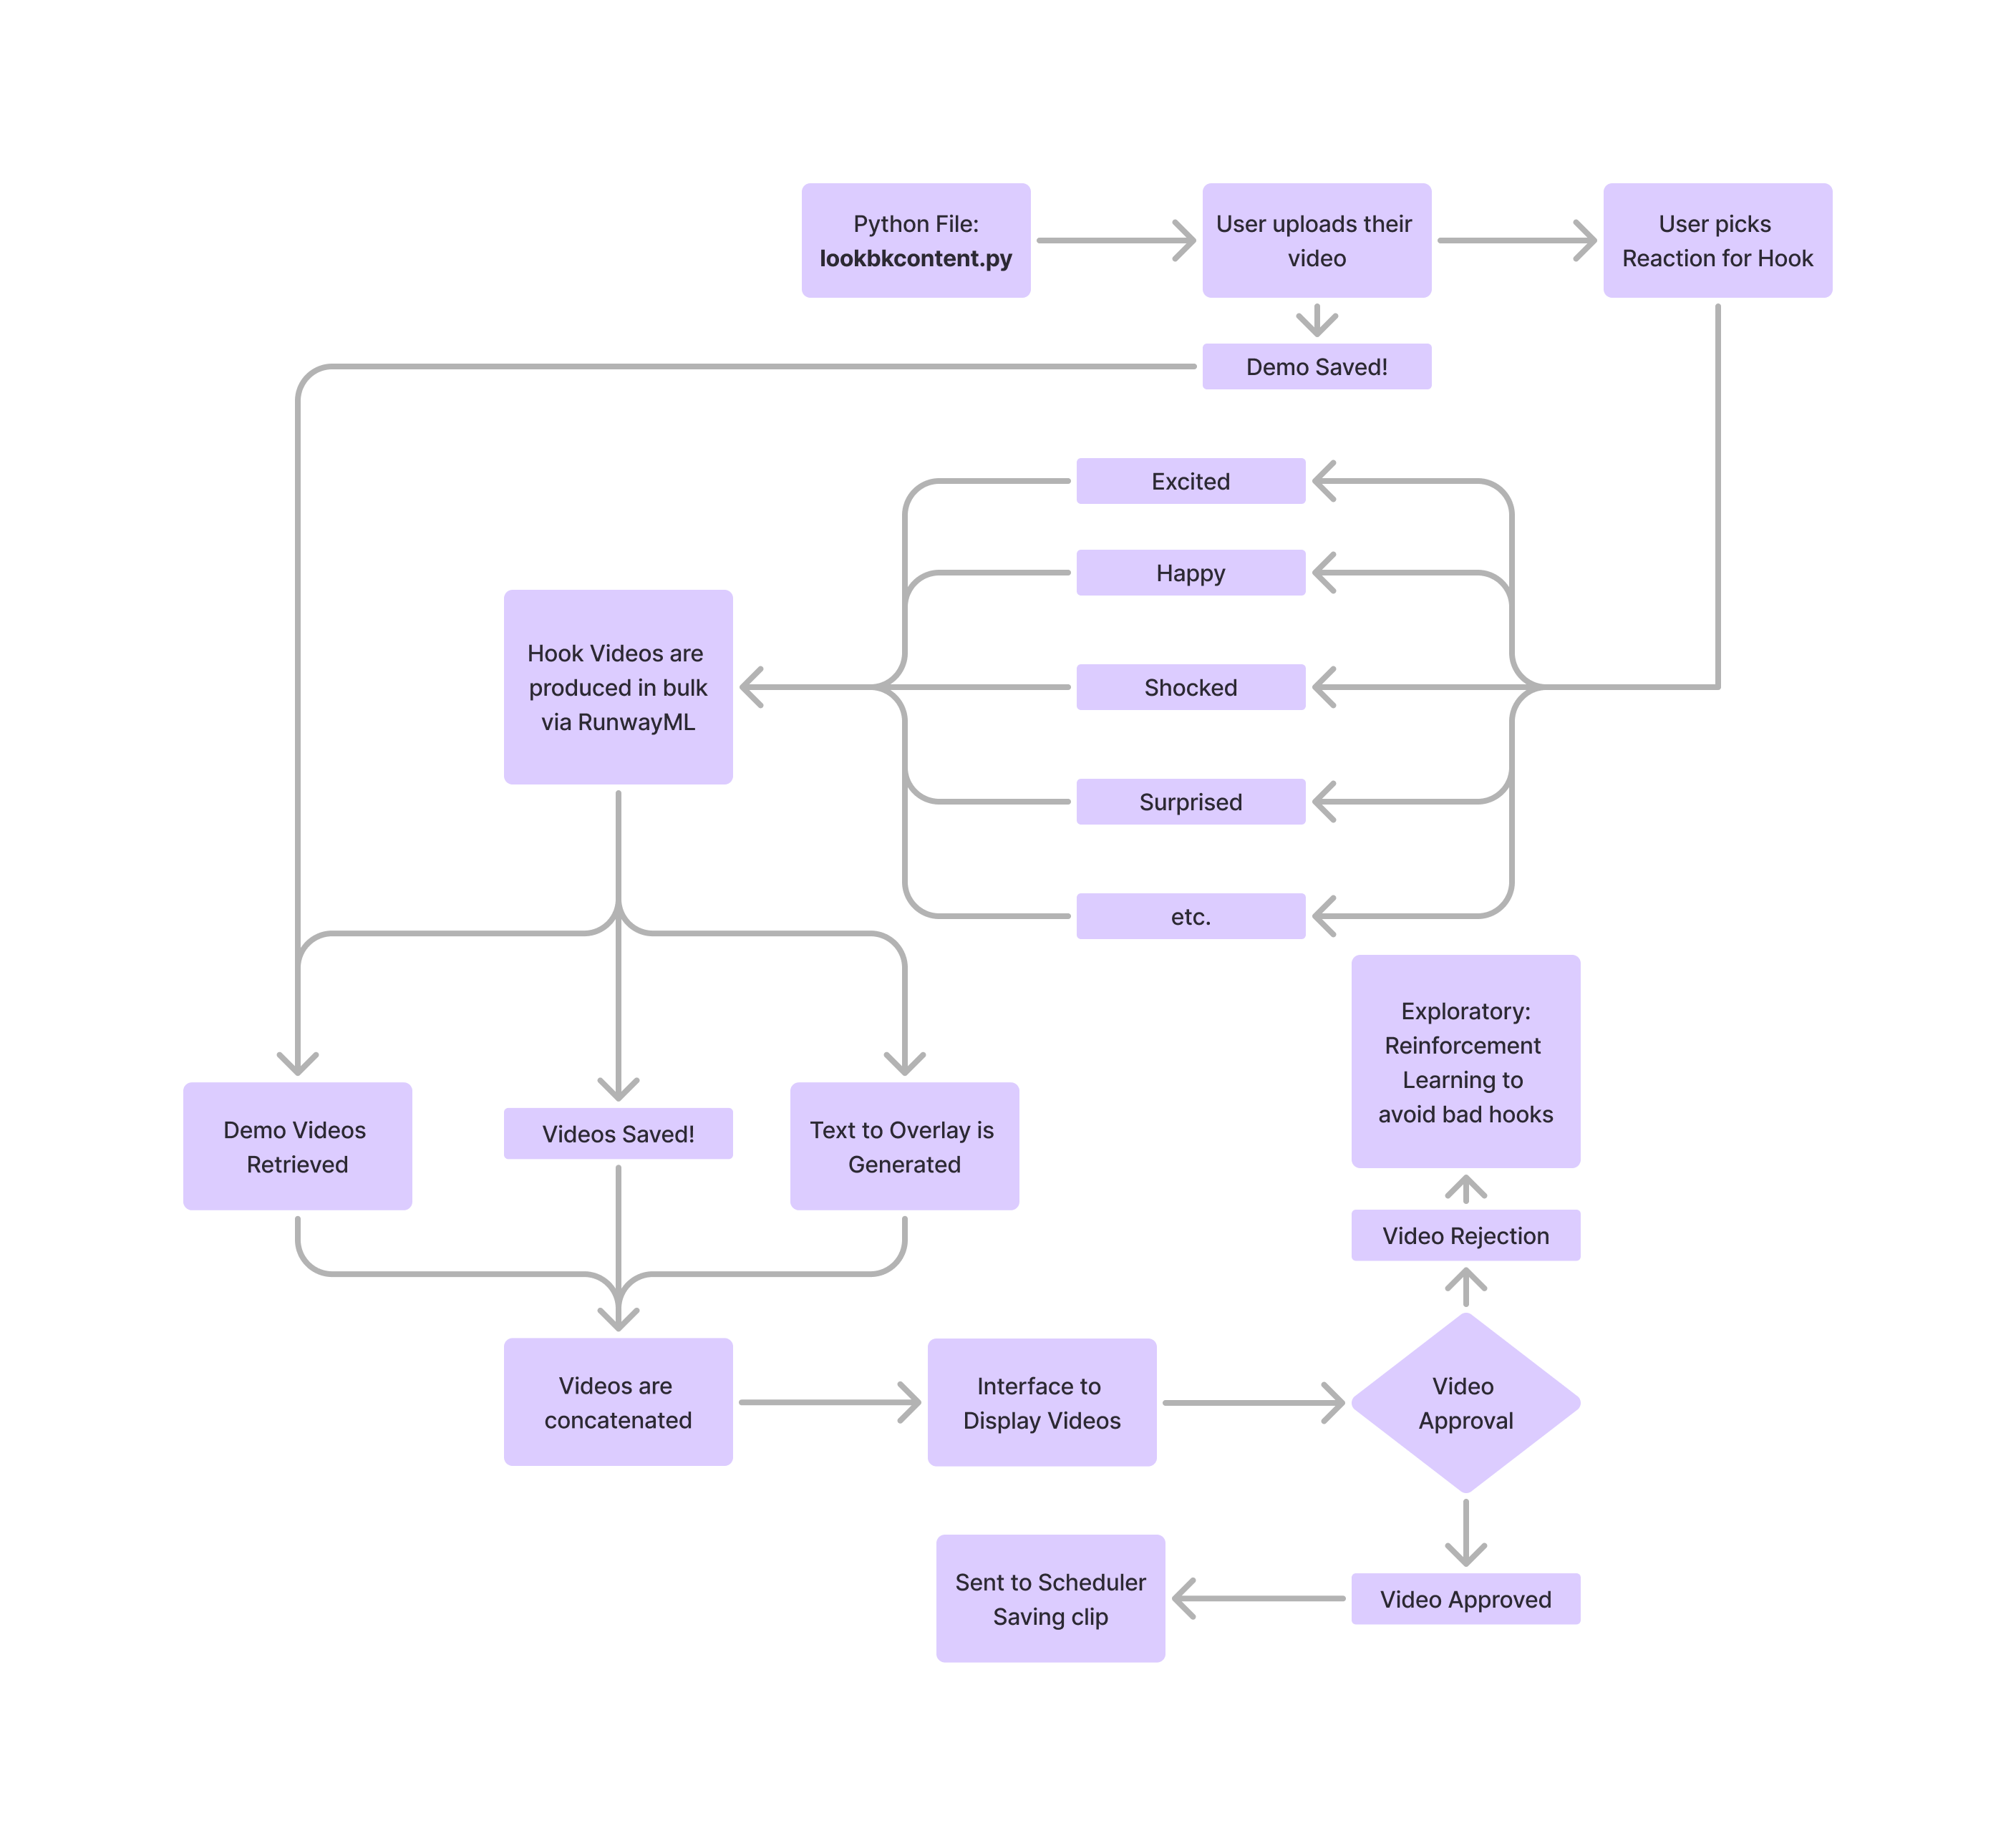 Python File:
lookbkcontent.py
User uploads their
video
User picks
Reaction for Hook
Demo Saved!
Excited
Happy
Shocked
Surprised
etc.
Hook Videos are
produced in bulk
via RunwayML
Demo Videos
Retrieved
Videos Saved!
Text to Overlay is
Generated
Videos are
concatenated
Interface to
Display Videos
Video
Approval
Video Rejection
Exploratory:
Reinforcement
Learning to
avoid bad hooks
Video Approved
Sent to Scheduler
Saving clip